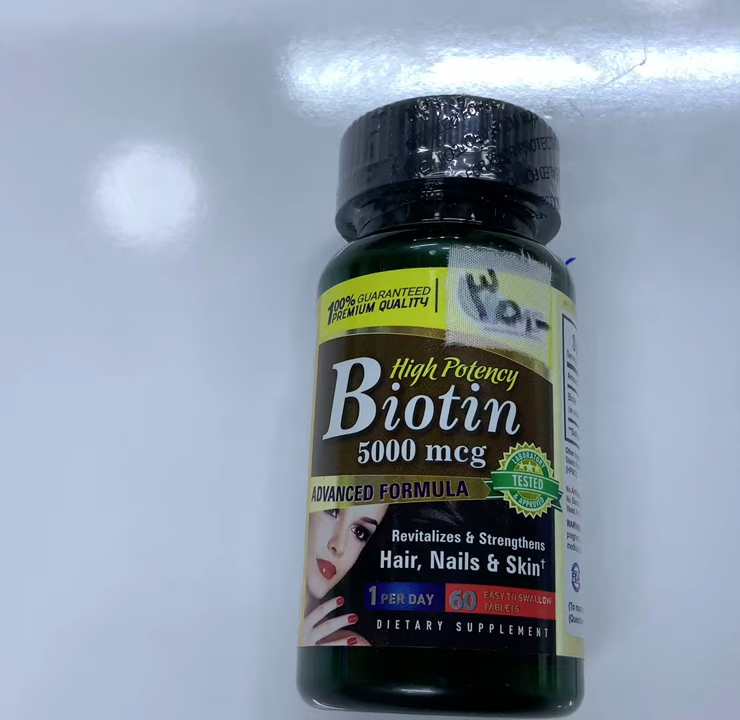 100% GUARANTEED
PREMIUM QUALITY
High Potency
Biotin
5000 mcg
LABORATORY
TESTED
& APPROVED
ADVANCED FORMULA
Revitalizes & Strengthens
Hair, Nails & Skin†
1 PER DAY
60 EASY TO SWALLOW
TABLETS
DIETARY SUPPLEMENT